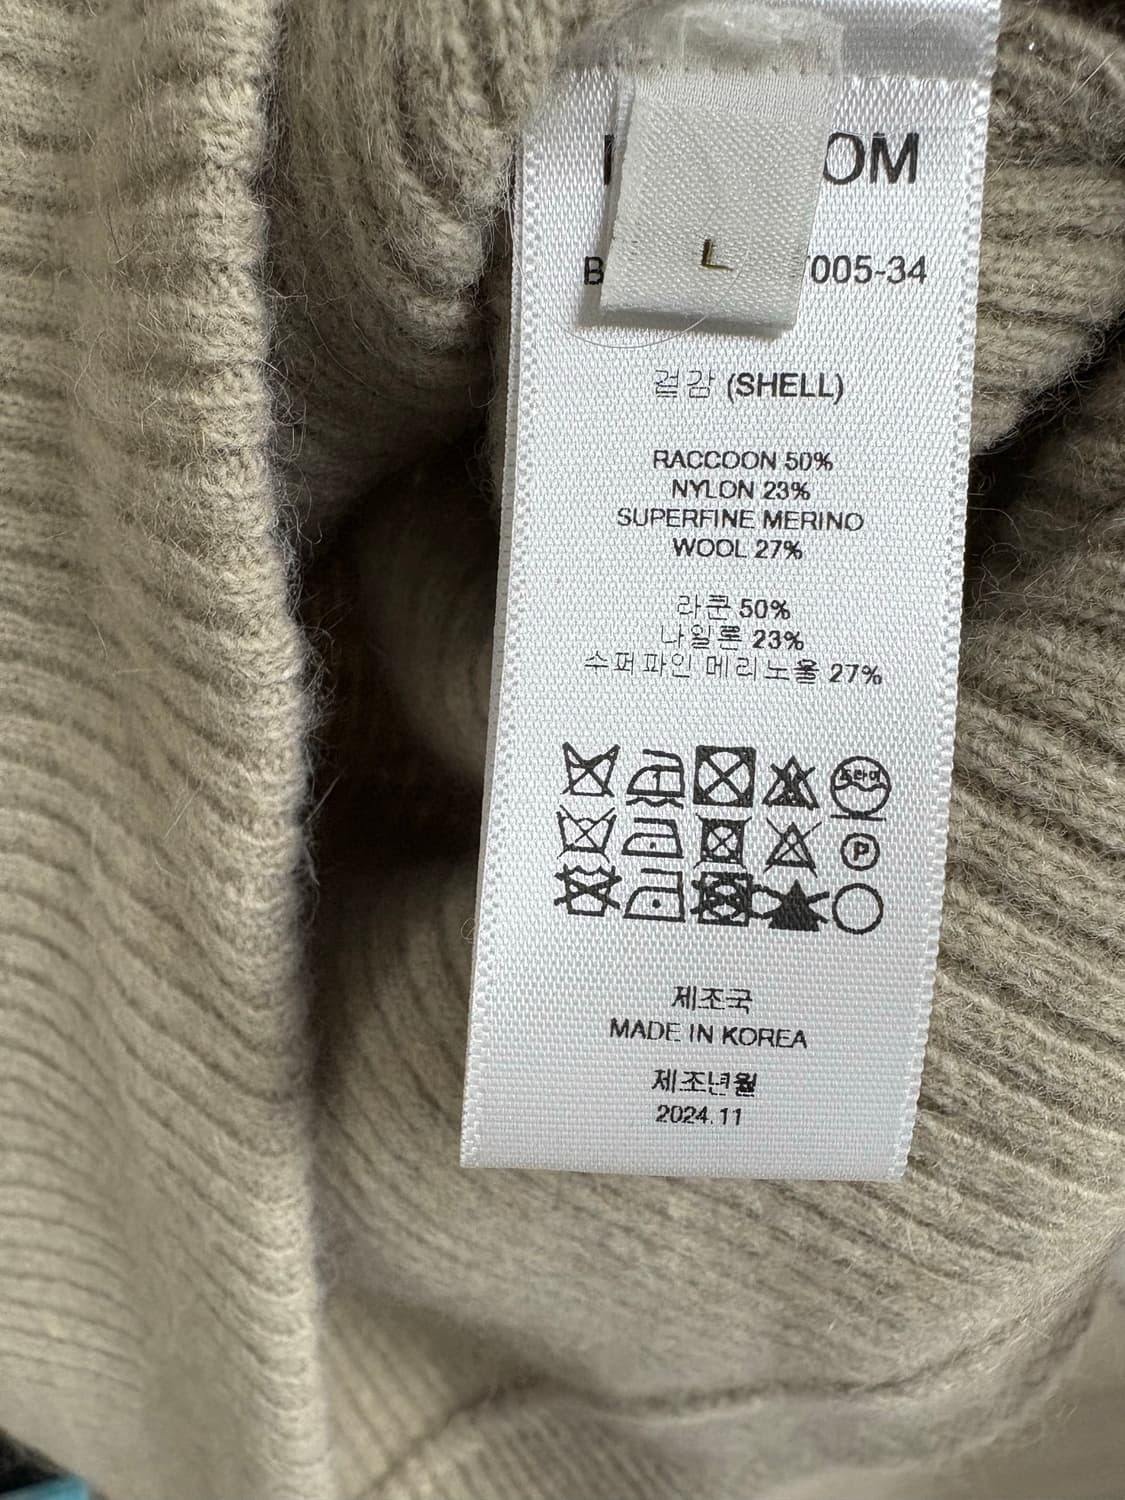 OM
L
005-34
겉감 (SHELL)
RACCOON 50%
NYLON 23%
SUPERFINE MERINO
WOOL 27%
라쿤 50%
나일론 23%
수퍼파인메리노울 27%
드라이
P
제조국
MADE IN KOREA
제조년월
2024.11